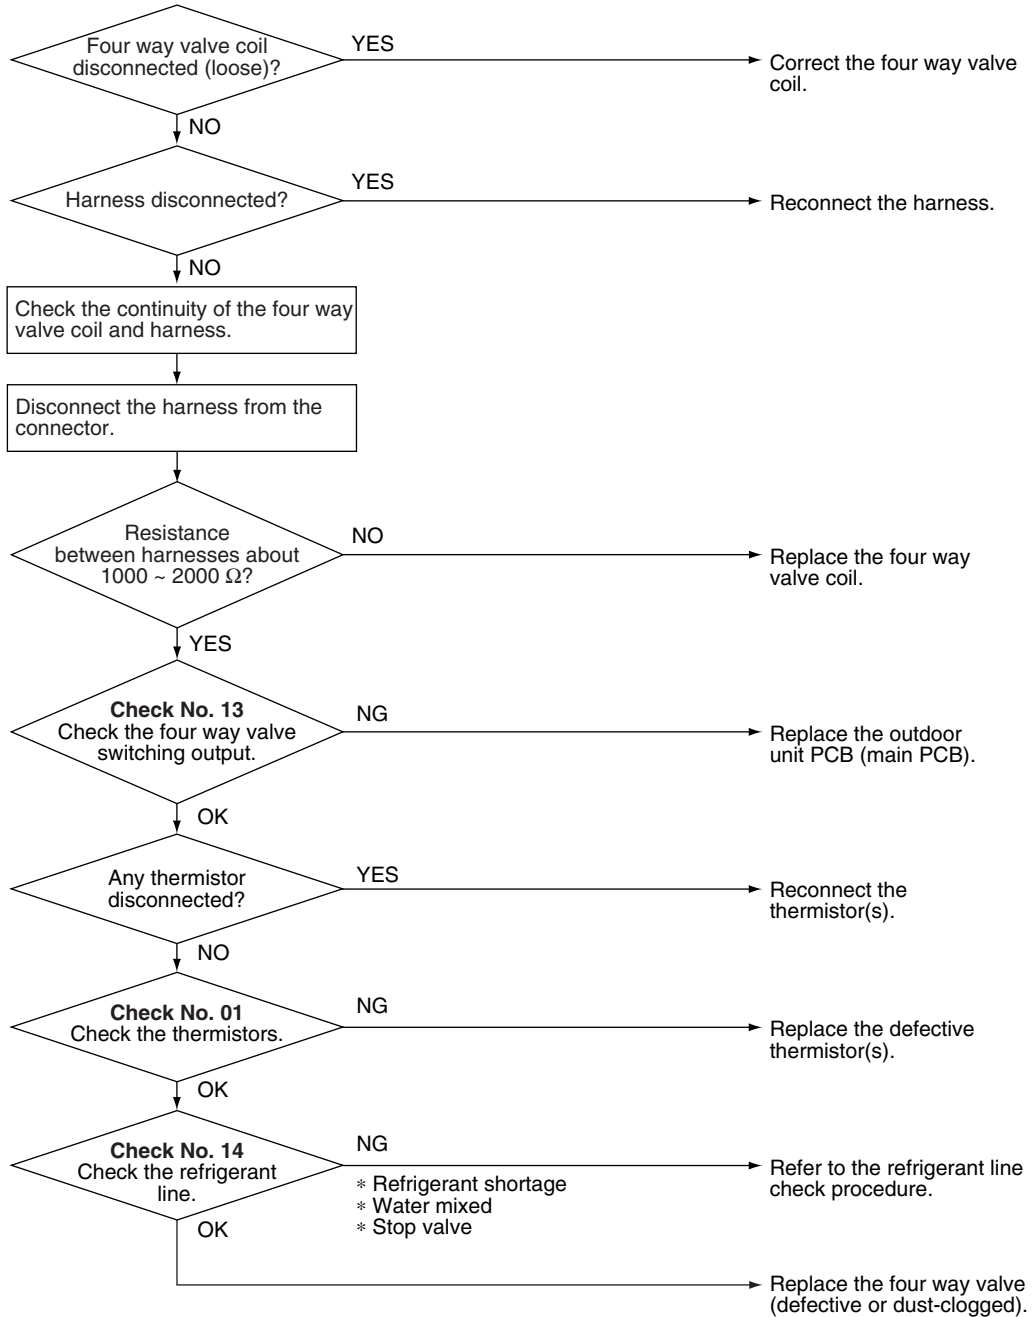 Four way valve coil
disconnected (loose)?
YES
Correct the four way valve
coil.
NO
Harness disconnected?
YES
Reconnect the harness.
NO
Check the continuity of the four way
valve coil and harness.
Disconnect the harness from the
connector.
Resistance
between harnesses about
1000 ~ 2000 Ω?
NO
Replace the four way
valve coil.
YES
Check No. 13
Check the four way valve
switching output.
NG
Replace the outdoor
unit PCB (main PCB).
OK
Any thermistor
disconnected?
YES
Reconnect the
thermistor(s).
NO
Check No. 01
Check the thermistors.
NG
Replace the defective
thermistor(s).
OK
Check No. 14
Check the refrigerant
line.
NG
∗ Refrigerant shortage
∗ Water mixed
∗ Stop valve
Refer to the refrigerant line
check procedure.
OK
Replace the four way valve
(defective or dust-clogged).